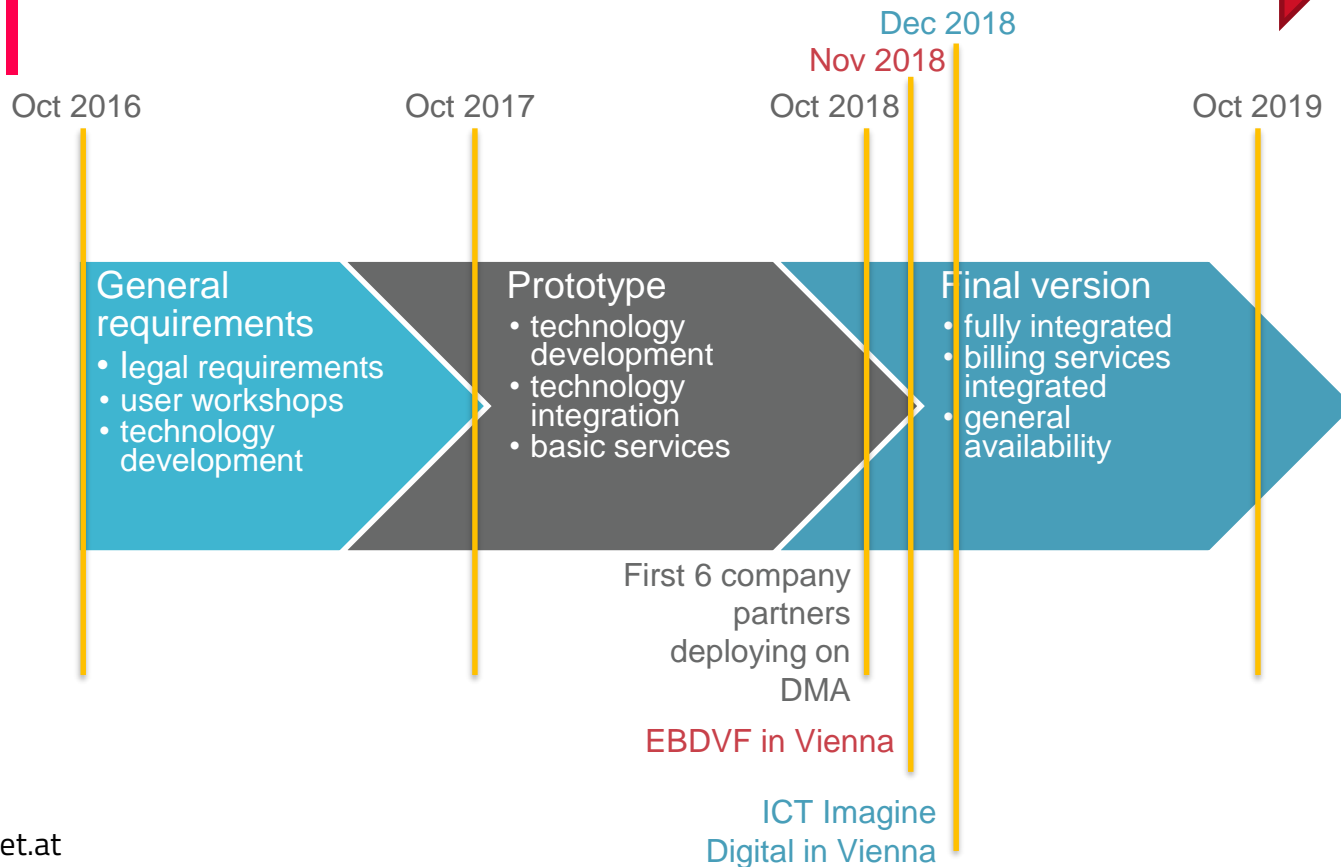 Dec 2018
Nov 2018
Oct 2016
Oct 2017
Oct 2018
Oct 2019
General
requirements
• legal requirements
• user workshops
• technology
development
Prototype
• technology
development
• technology
integration
• basic services
Final version
• fully integrated
• billing services
integrated
• general
availability
First 6 company
partners
deploying on
DMA
EBDVF in Vienna
ICT Imagine
Digital in Vienna
et.at